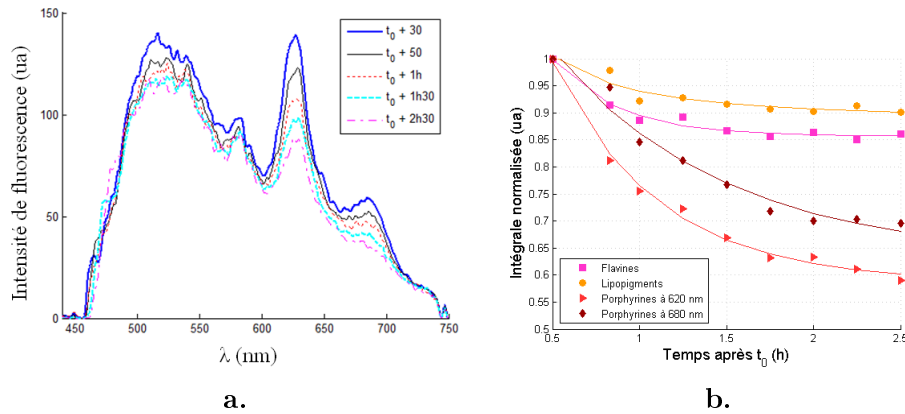 150
100
50
0
450
500
550
600
650
700
750
Intensité de fluorescence (ua)
λ (nm)
t0 + 30
t0 + 50
t0 + 1h
t0 + 1h30
t0 + 2h30
a.
1
0.95
0.9
0.85
0.8
0.75
0.7
0.65
0.6
0.55
0.5
0.5
1.0
1.5
2.0
2.5
Intégrale normalisée (ua)
Temps après t0 (h)
Flavines
Lipopigments
Porphyrines à 620 nm
Porphyrines à 680 nm
b.